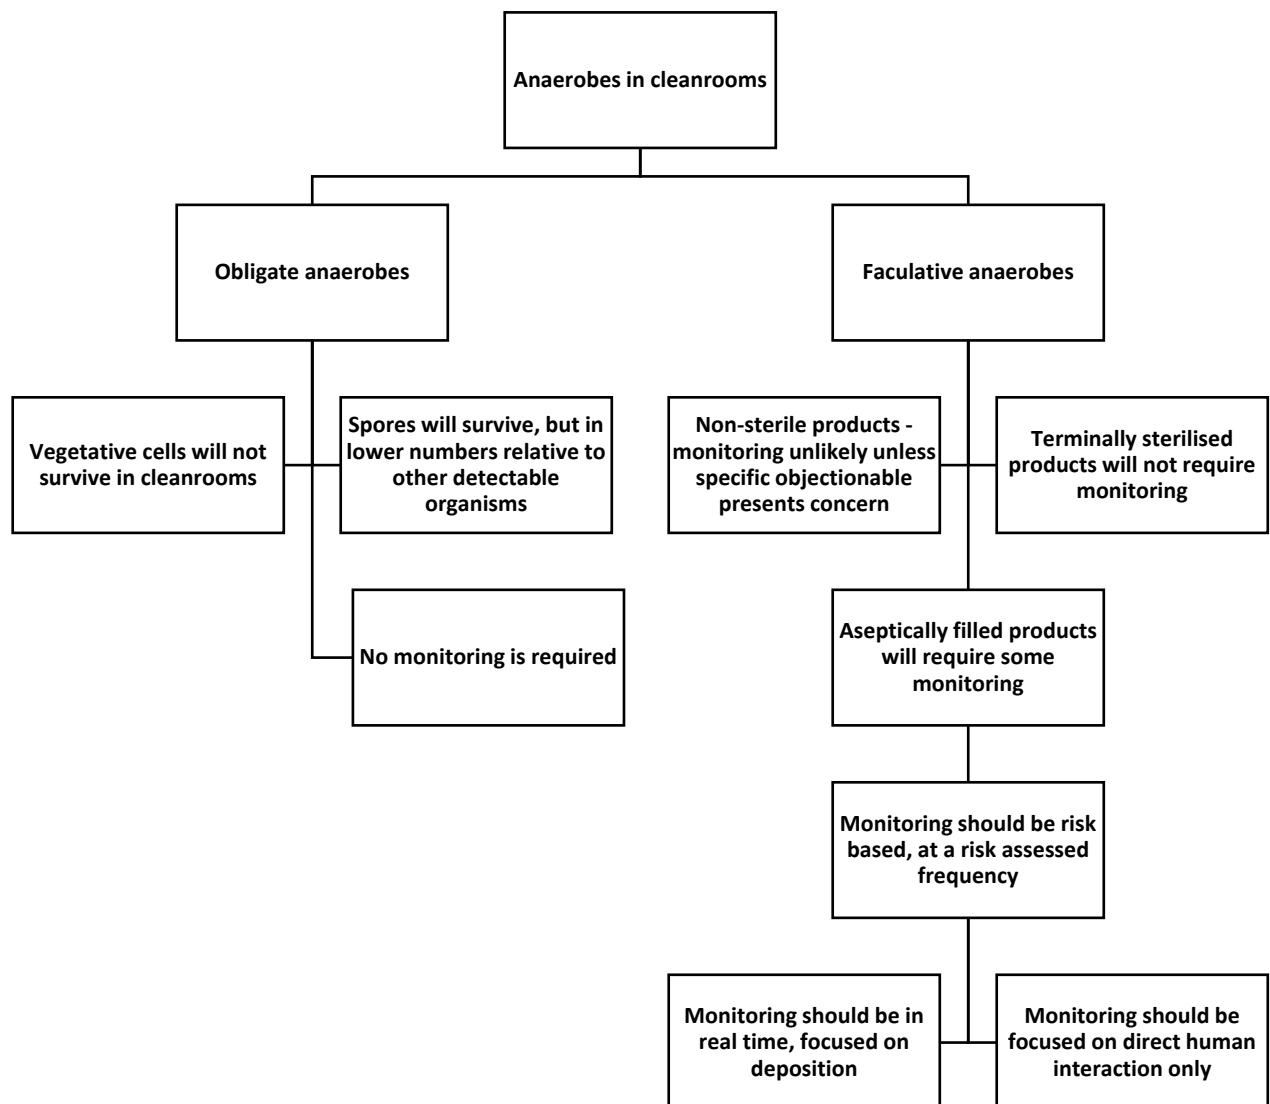 Anaerobes in cleanrooms
Obligate anaerobes
Faculative anaerobes
Vegetative cells will not
survive in cleanrooms
Spores will survive, but in
lower numbers relative to
other detectable
organisms
Non-sterile products -
monitoring unlikely unless
specific objectionable
presents concern
Terminally sterilised
products will not require
monitoring
No monitoring is required
Aseptically filled products
will require some
monitoring
Monitoring should be risk
based, at a risk assessed
frequency
Monitoring should be in
real time, focused on
deposition
Monitoring should be
focused on direct human
interaction only